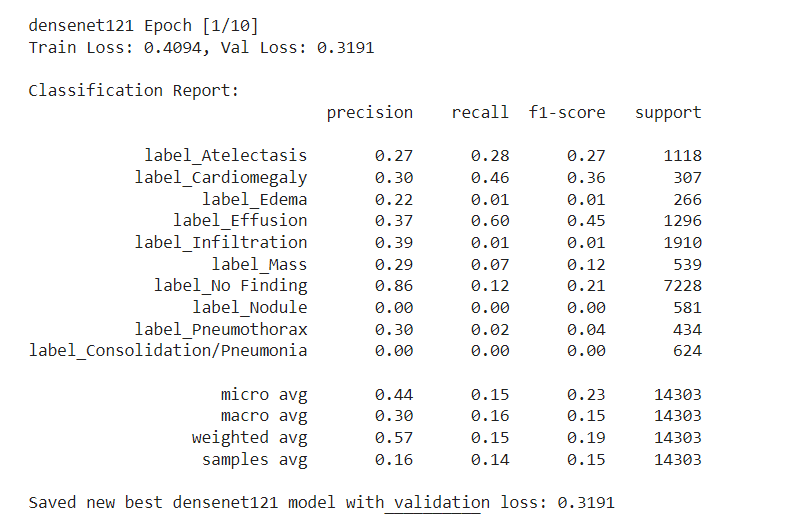 densenet121 Epoch [1/10]
Train Loss: 0.4094, Val Loss: 0.3191
Classification Report:
precision recall f1-score support
label_Atelectasis 0.27 0.28 0.27 1118
label_Cardiomegaly 0.30 0.46 0.36 307
label_Edema 0.22 0.01 0.01 266
label_Effusion 0.37 0.60 0.45 1296
label_Infiltration 0.39 0.01 0.01 1910
label_Mass 0.29 0.07 0.12 539
label_No Finding 0.86 0.12 0.21 7228
label_Nodule 0.00 0.00 0.00 581
label_Pneumothorax 0.30 0.02 0.04 434
label_Consolidation/Pneumonia 0.00 0.00 0.00 624
micro avg 0.44 0.15 0.23 14303
macro avg 0.30 0.16 0.15 14303
weighted avg 0.57 0.15 0.19 14303
samples avg 0.16 0.14 0.15 14303
Saved new best densenet121 model with validation loss: 0.3191